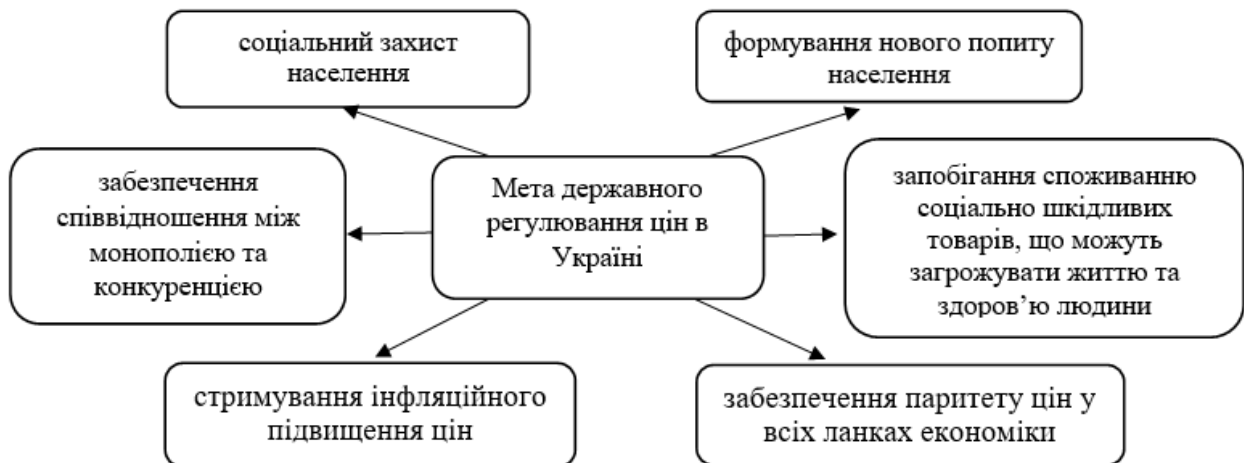 соціальний захист
населення
формування нового попиту
населення
забезпечення
співвідношення між
монополією та
конкуренцією
Мета державного
регулювання цін в
Україні
запобігання споживанню
соціально шкідливих
товарів, що можуть
загрожувати життю та
здоров’ю людини
стримування інфляційного
підвищення цін
забезпечення паритету цін у
всіх ланках економіки